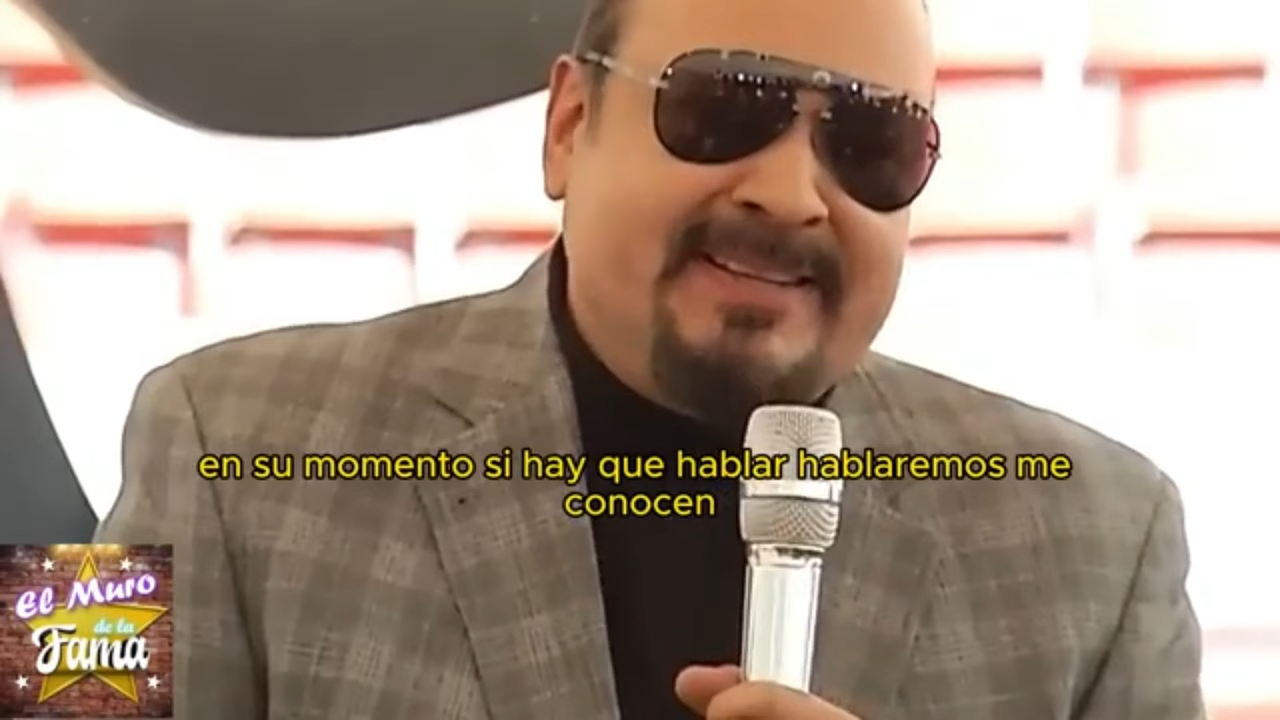 en su momento si hay que hablar hablaremos me
conocen
El Muro
de la
Fama